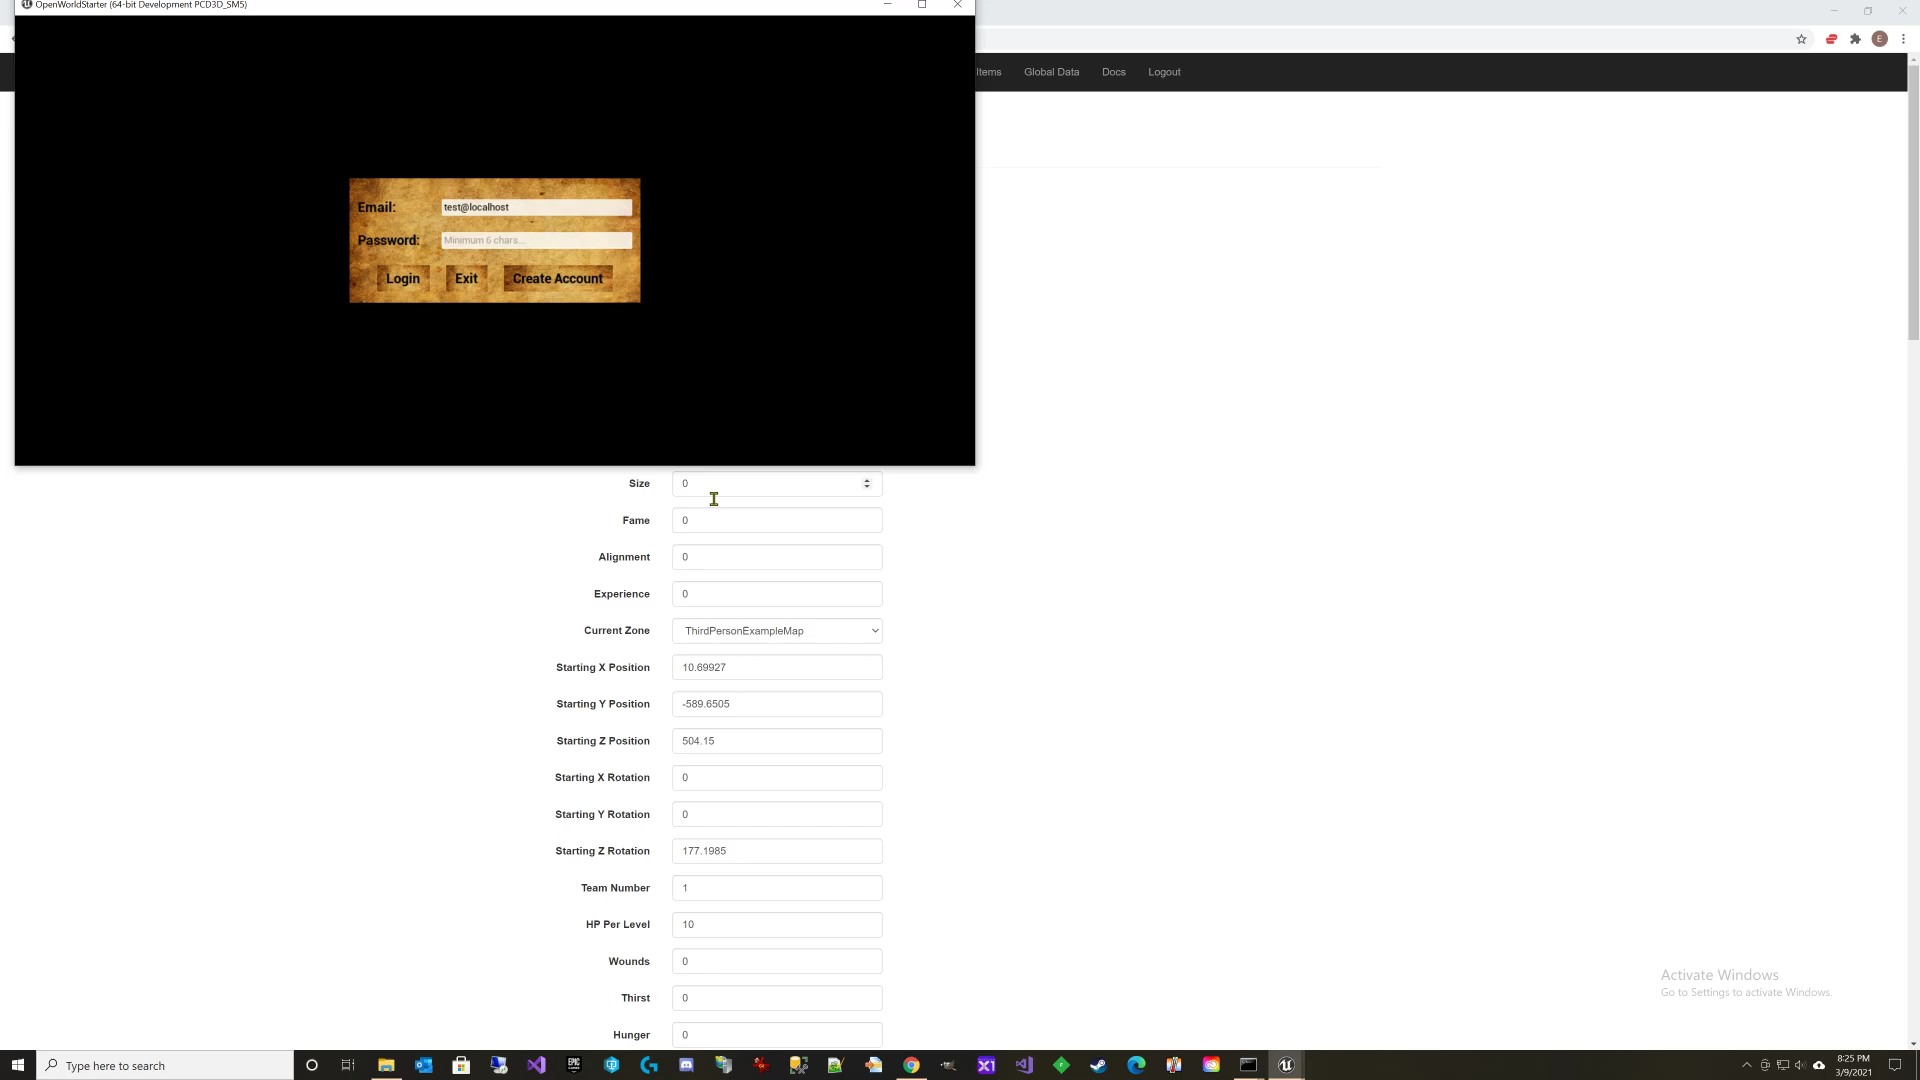 OpenWorldStarter (64-bit Development PCD3D_SM5)
Items Global Data Docs Logout
E
Email: test@localhost
Password: Minimum 6 chars...
Login Exit Create Account
Size 0
Fame 0
Alignment 0
Experience 0
Current Zone ThirdPersonExampleMap
Starting X Position 10.69927
Starting Y Position -589.6505
Starting Z Position 504.15
Starting X Rotation 0
Starting Y Rotation 0
Starting Z Rotation 177.1985
Team Number 1
HP Per Level 10
Wounds 0
Thirst 0
Hunger 0
Activate Windows
Go to Settings to activate Windows.
Type here to search
EPIC
X1
8:25 PM
3/9/2021